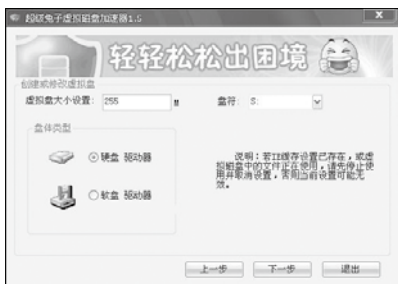 超级兔子虚拟磁盘加速器1.5
轻轻松松出困境
创建或修改虚拟盘
虚拟盘大小设置： 255 M 盘符： S:
盘体类型
硬盘 驱动器
软盘 驱动器
说明：若IE缓存设置已存在，或虚
拟磁盘中的文件正在使用，请先停止使
用并取消设置，否则当前设置可能无
效。
上一步 下一步 退出